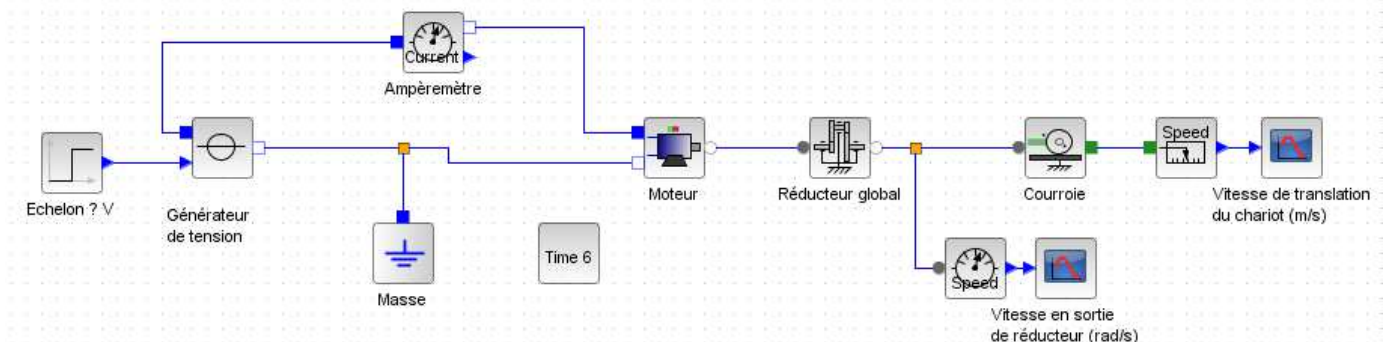 Current
Ampèremètre
Echelon ? V
Générateur
de tension
Masse
Time 6
Moteur
Réducteur global
Courroie
Speed
Vitesse de translation
du chariot (m/s)
Speed
Vitesse en sortie
de réducteur (rad/s)